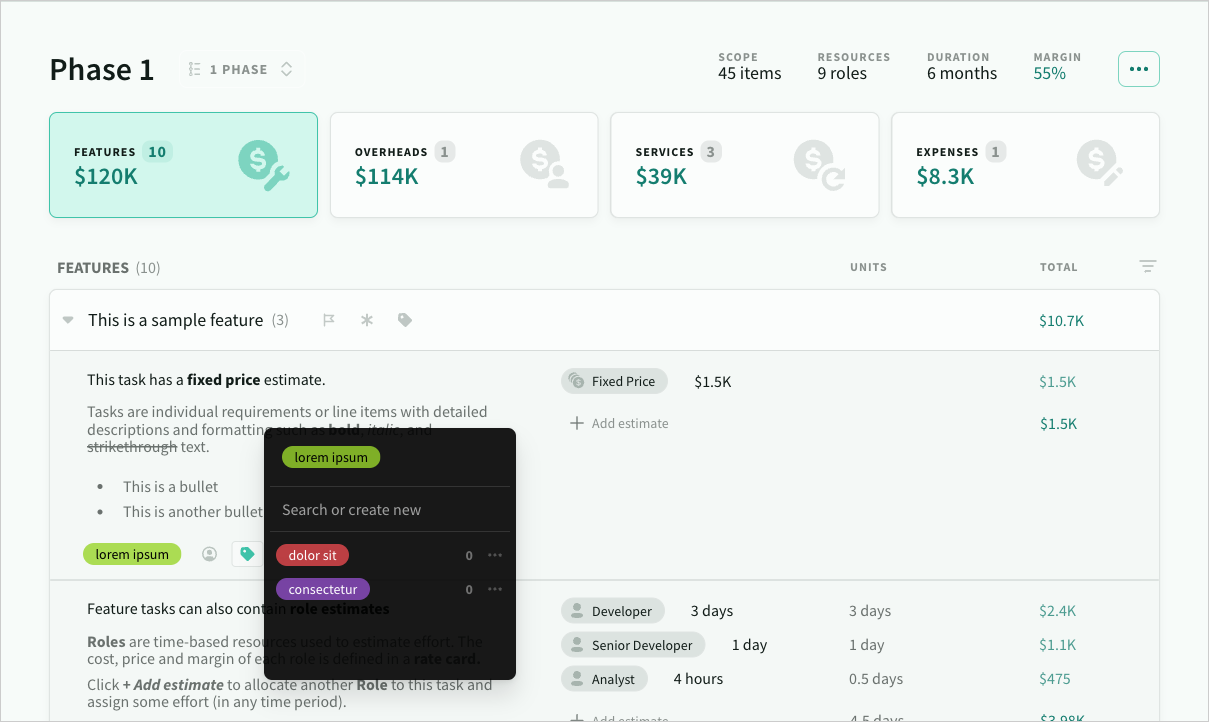 Phase 1
1 PHASE
SCOPE
45 items
RESOURCES
9 roles
DURATION
6 months
MARGIN
55%
FEATURES 10
$120K
OVERHEADS 1
$114K
SERVICES 3
$39K
EXPENSES 1
$8.3K
FEATURES (10)
UNITS
TOTAL
This is a sample feature (3)
$10.7K
This task has a fixed price estimate.
Fixed Price
$1.5K
$1.5K
Tasks are individual requirements or line items with detailed
descriptions and formatting such as bold, italic, and
strikethrough text.
Add estimate
$1.5K
This is a bullet
This is another bullet
lorem ipsum
lorem ipsum
Search or create new
dolor sit 0
consectetur 0
Feature tasks can also contain role estimates
Roles are time-based resources used to estimate effort. The
cost, price and margin of each role is defined in a rate card.
Click + Add estimate to allocate another Role to this task and
assign some effort (in any time period).
Developer 3 days 3 days $2.4K
Senior Developer 1 day 1 day $1.1K
Analyst 4 hours 0.5 days $475
Add estimate 4.5 days $3.98K